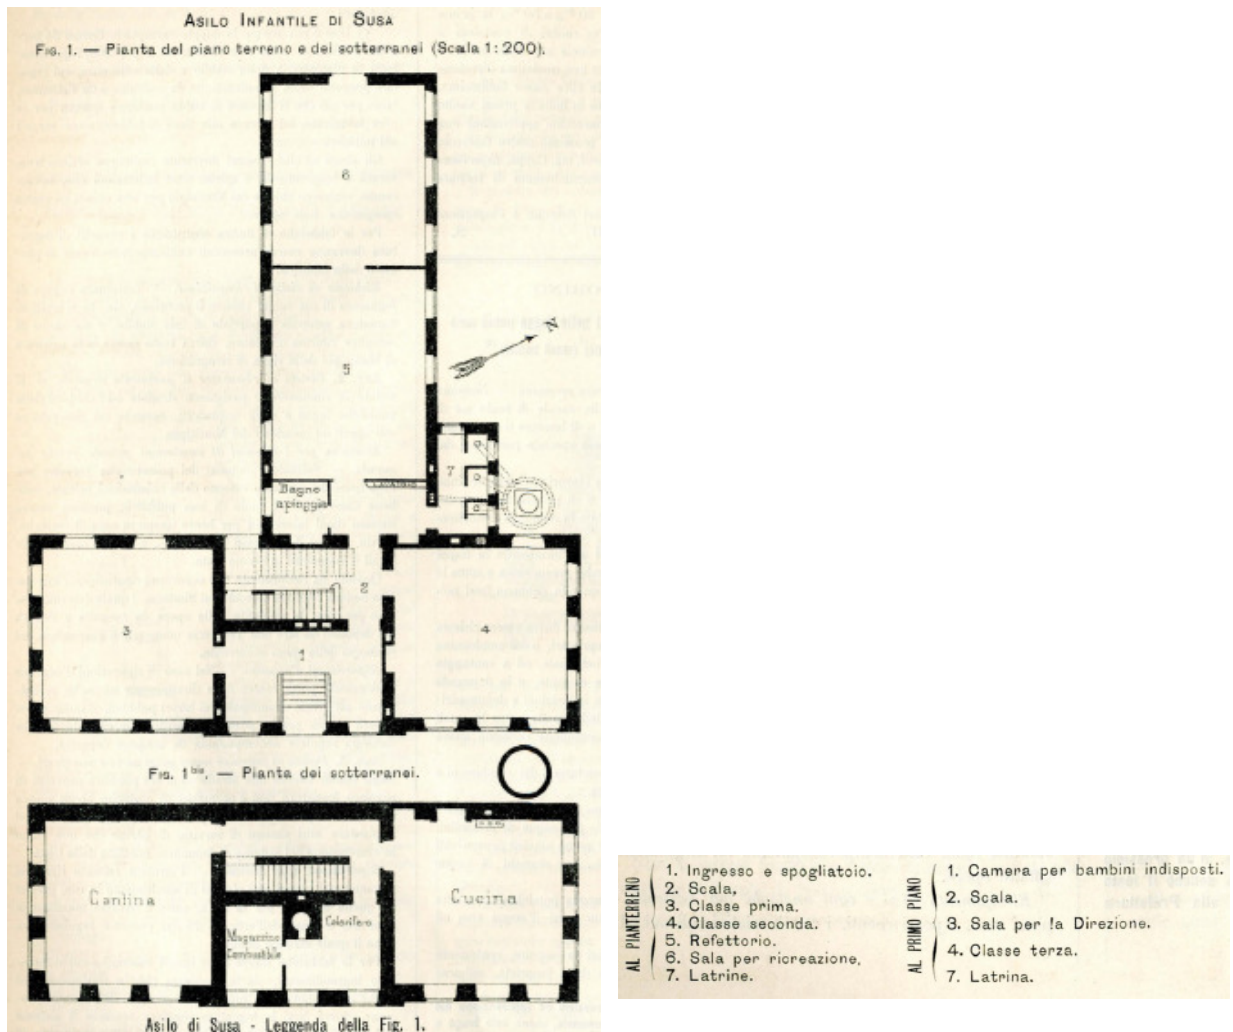 ASILO INFANTILE DI SUSA
FIG. 1. — Pianta del piano terreno e dei sotterranei (Scala 1:200).
6
N
5
7
Bagno
a pioggia
2
3
4
1
FIG. 1 bis. — Pianta dei sotterranei.
Cantina
Cucina
Calorifero
Magazzino
Combustibile
Asilo di Susa - Leggenda della Fig. 1.
AL PIANTERRENO
1. Ingresso e spogliatoio.
2. Scala.
3. Classe prima.
4. Classe seconda.
5. Refettorio.
6. Sala per ricreazione.
7. Latrine.
AL PRIMO PIANO
1. Camera per bambini indisposti.
2. Scala.
3. Sala per la Direzione.
4. Classe terza.
7. Latrina.